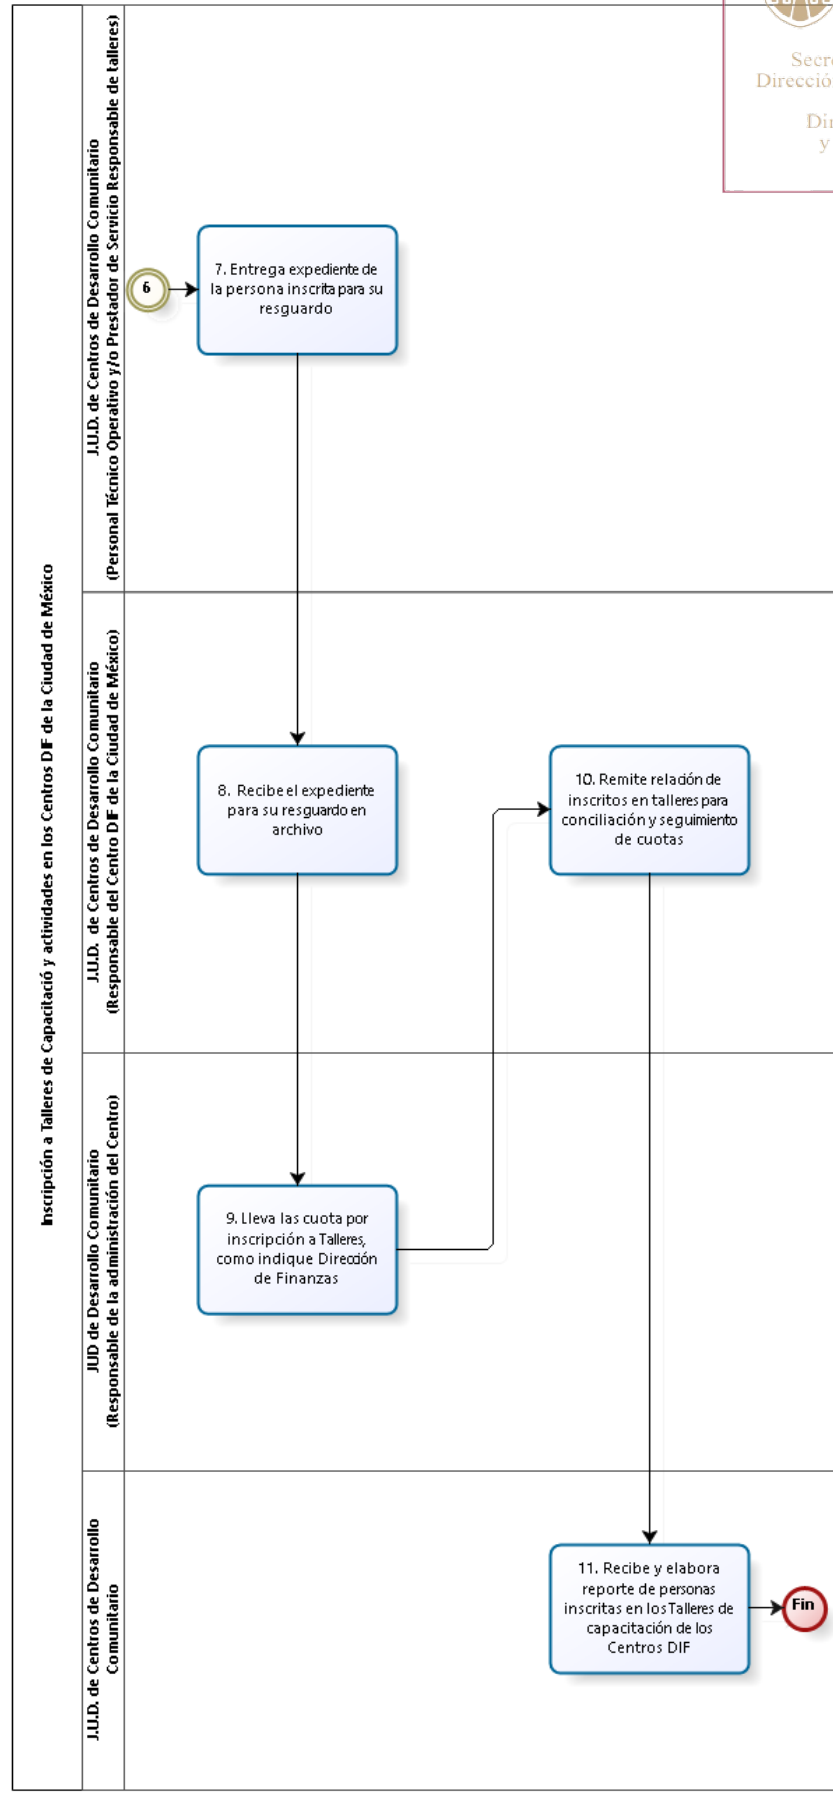 Secre
Direcció
Dir
y
Inscripción a Talleres de Capacitació y actividades en los Centros DIF de la Ciudad de México
J.U.D. de Centros de Desarrollo Comunitario
(Personal Técnico Operativo y/o Prestador de Servicio Responsable de talleres)
6
7. Entrega expediente de
la persona inscrita para su
resguardo
J.U.D. de Centros de Desarrollo Comunitario
(Responsable del Centro DIF de la Ciudad de México)
8. Recibe el expediente
para su resguardo en
archivo
10. Remite relación de
inscritos en talleres para
conciliación y seguimiento
de cuotas
JUD de Desarrollo Comunitario
(Responsable de la administración del Centro)
9. Lleva las cuota por
inscripción a Talleres,
como indique Dirección
de Finanzas
J.U.D. de Centros de Desarrollo
Comunitario
11. Recibe y elabora
reporte de personas
inscritas en los Talleres de
capacitación de los
Centros DIF
Fin